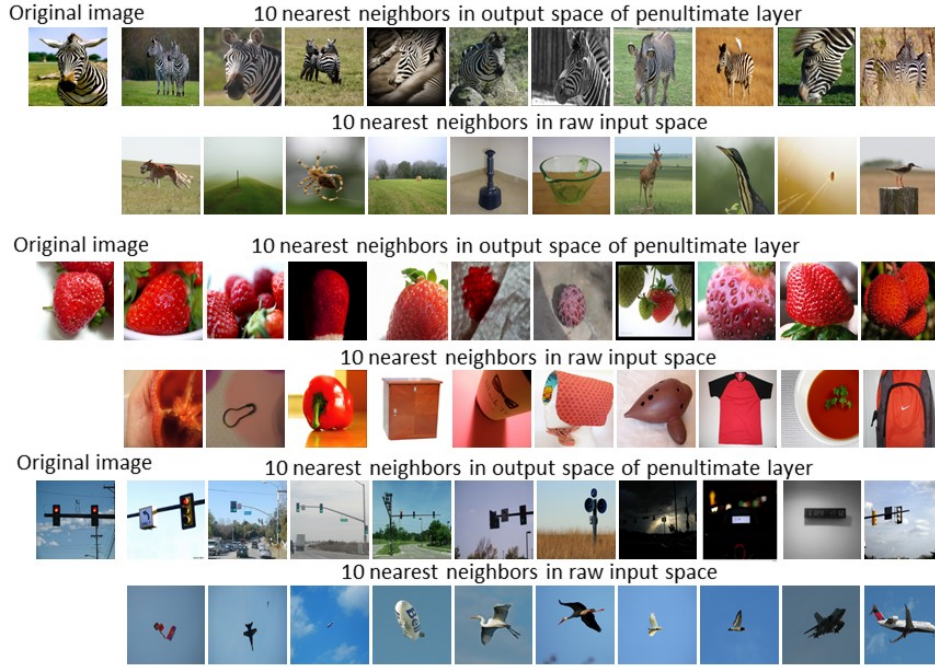 Original image
10 nearest neighbors in output space of penultimate layer
10 nearest neighbors in raw input space
Original image
10 nearest neighbors in output space of penultimate layer
10 nearest neighbors in raw input space
Original image
10 nearest neighbors in output space of penultimate layer
10 nearest neighbors in raw input space